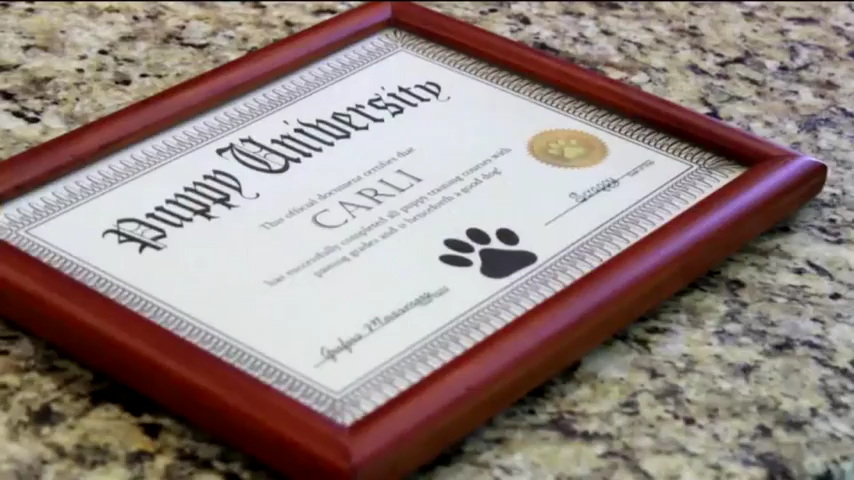 Puppy University
This official document certifies that
CARLI
has successfully completed all puppy training courses with
passing grades and is henceforth a good dog!
Scrappy